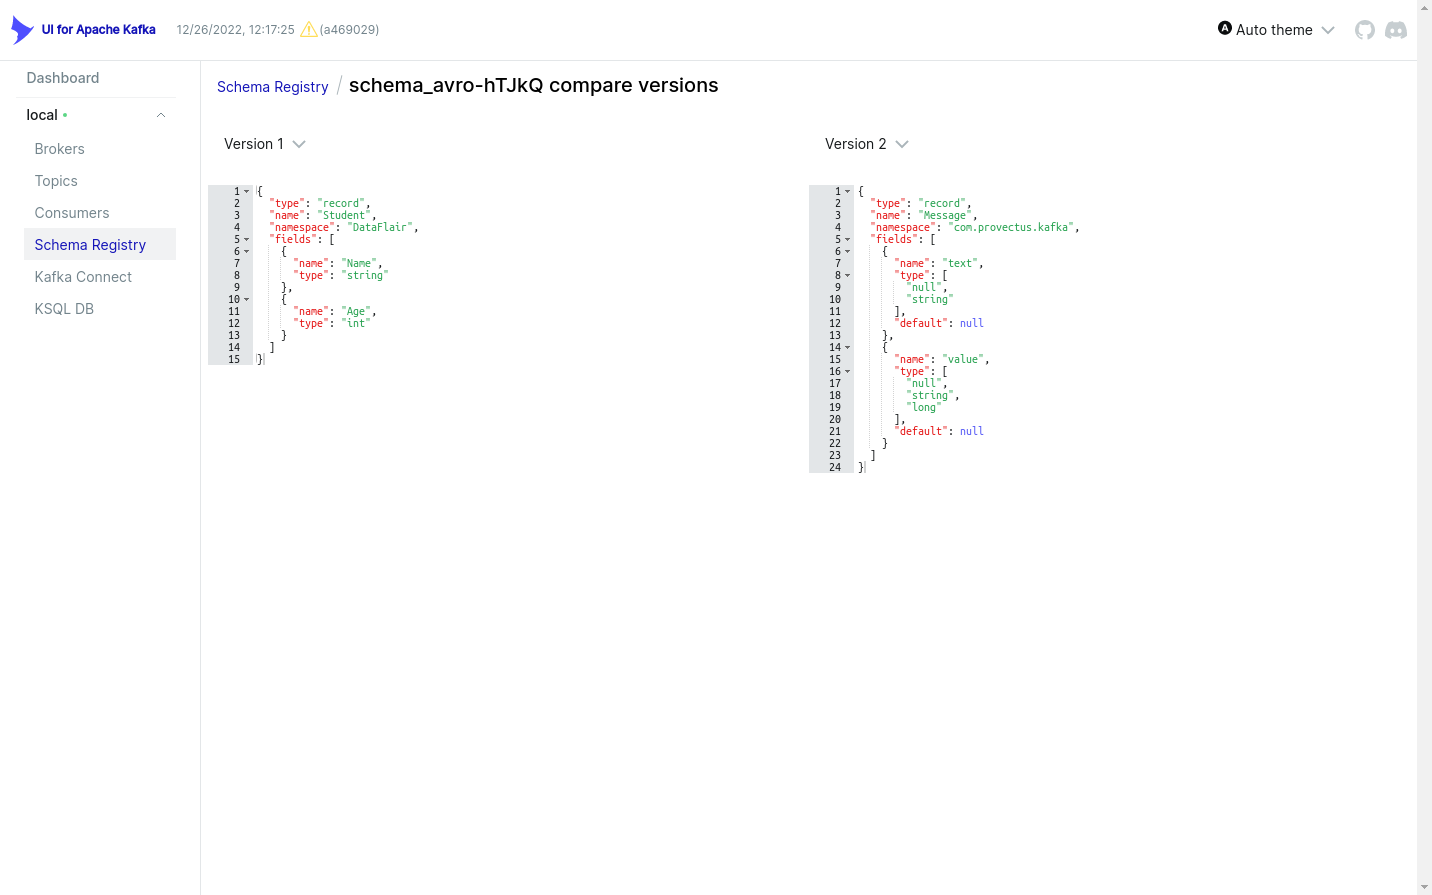 UI for Apache Kafka
12/26/2022, 12:17:25
(a469029)
A Auto theme
Dashboard
local
Brokers
Topics
Consumers
Schema Registry
Kafka Connect
KSQL DB
Schema Registry / schema_avro-hTJkQ compare versions
Version 1
1 {
2   "type": "record",
3   "name": "Student",
4   "namespace": "DataFlair",
5   "fields": [
6     {
7       "name": "Name",
8       "type": "string"
9     },
10     {
11       "name": "Age",
12       "type": "int"
13     }
14   ]
15 }
Version 2
1 {
2   "type": "record",
3   "name": "Message",
4   "namespace": "com.provectus.kafka",
5   "fields": [
6     {
7       "name": "text",
8       "type": [
9         "null",
10         "string"
11       ],
12       "default": null
13     },
14     {
15       "name": "value",
16       "type": [
17         "null",
18         "string",
19         "long"
20       ],
21       "default": null
22     }
23   ]
24 }